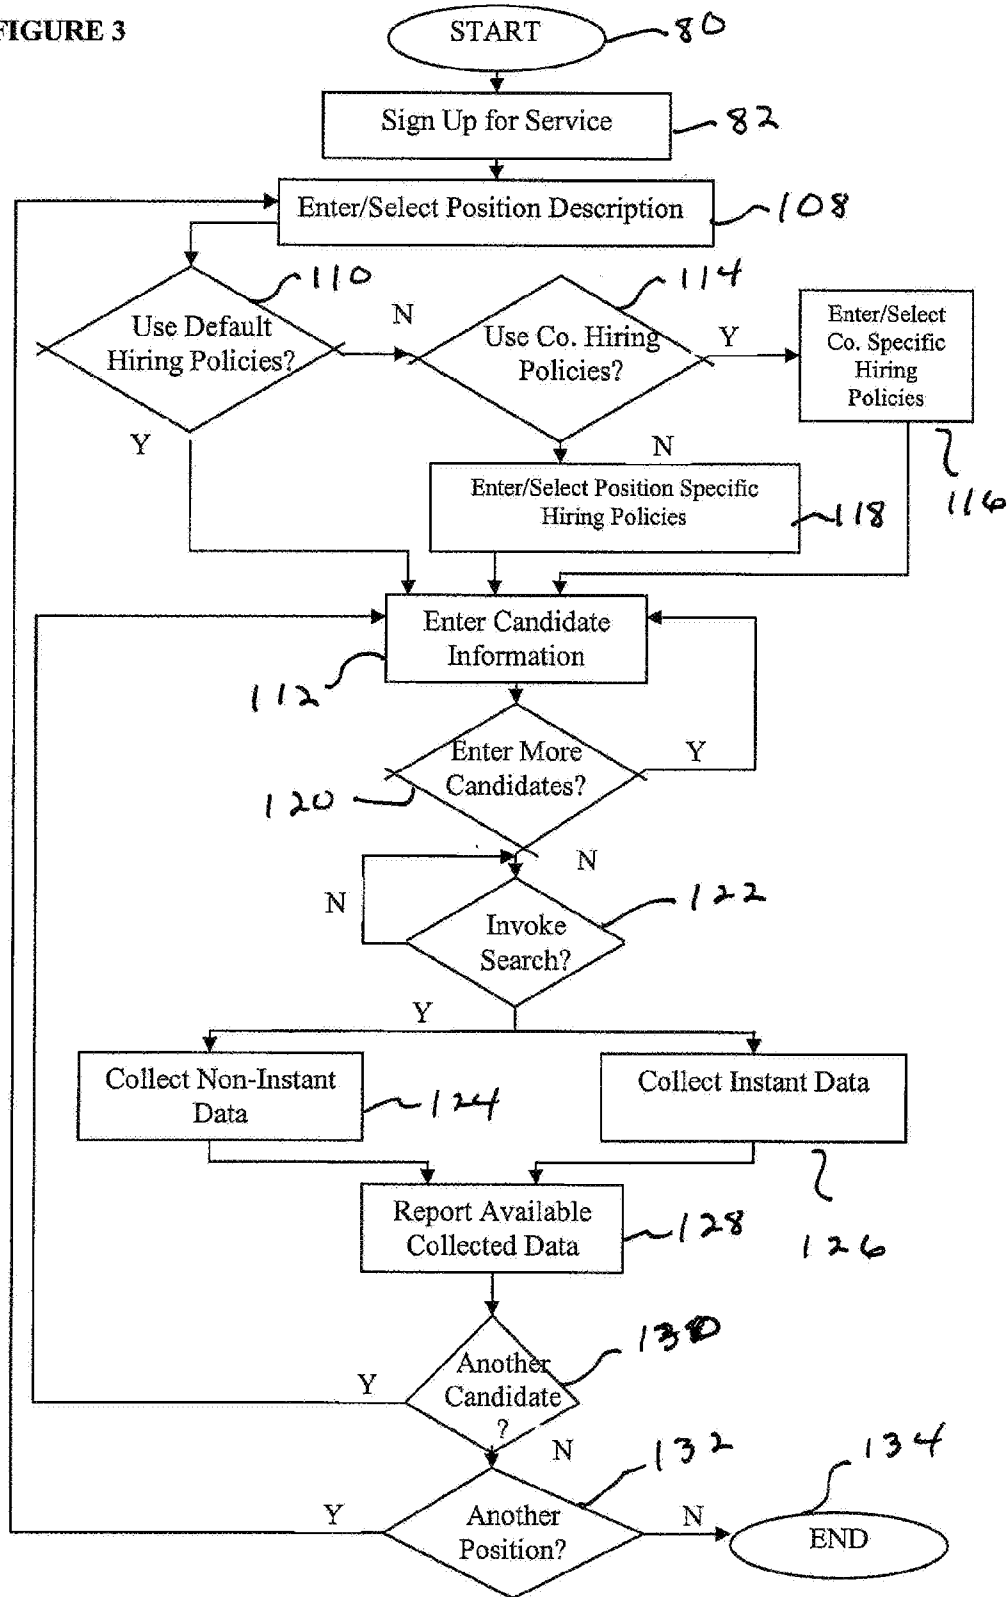 FIGURE 3
START
80
Sign Up for Service
82
Enter/Select Position Description
108
110
114
Use Default
Hiring Policies?
N
Use Co. Hiring
Policies?
Y
Enter/Select
Co. Specific
Hiring
Policies
Y
N
116
Enter/Select Position Specific
Hiring Policies
118
Enter Candidate
Information
112
Enter More
Candidates?
Y
120
N
N
122
Invoke
Search?
Y
Collect Non-Instant
Data
124
Collect Instant Data
126
Report Available
Collected Data
128
130
Another
Candidate
?
Y
N
132
134
Another
Position?
Y
N
END